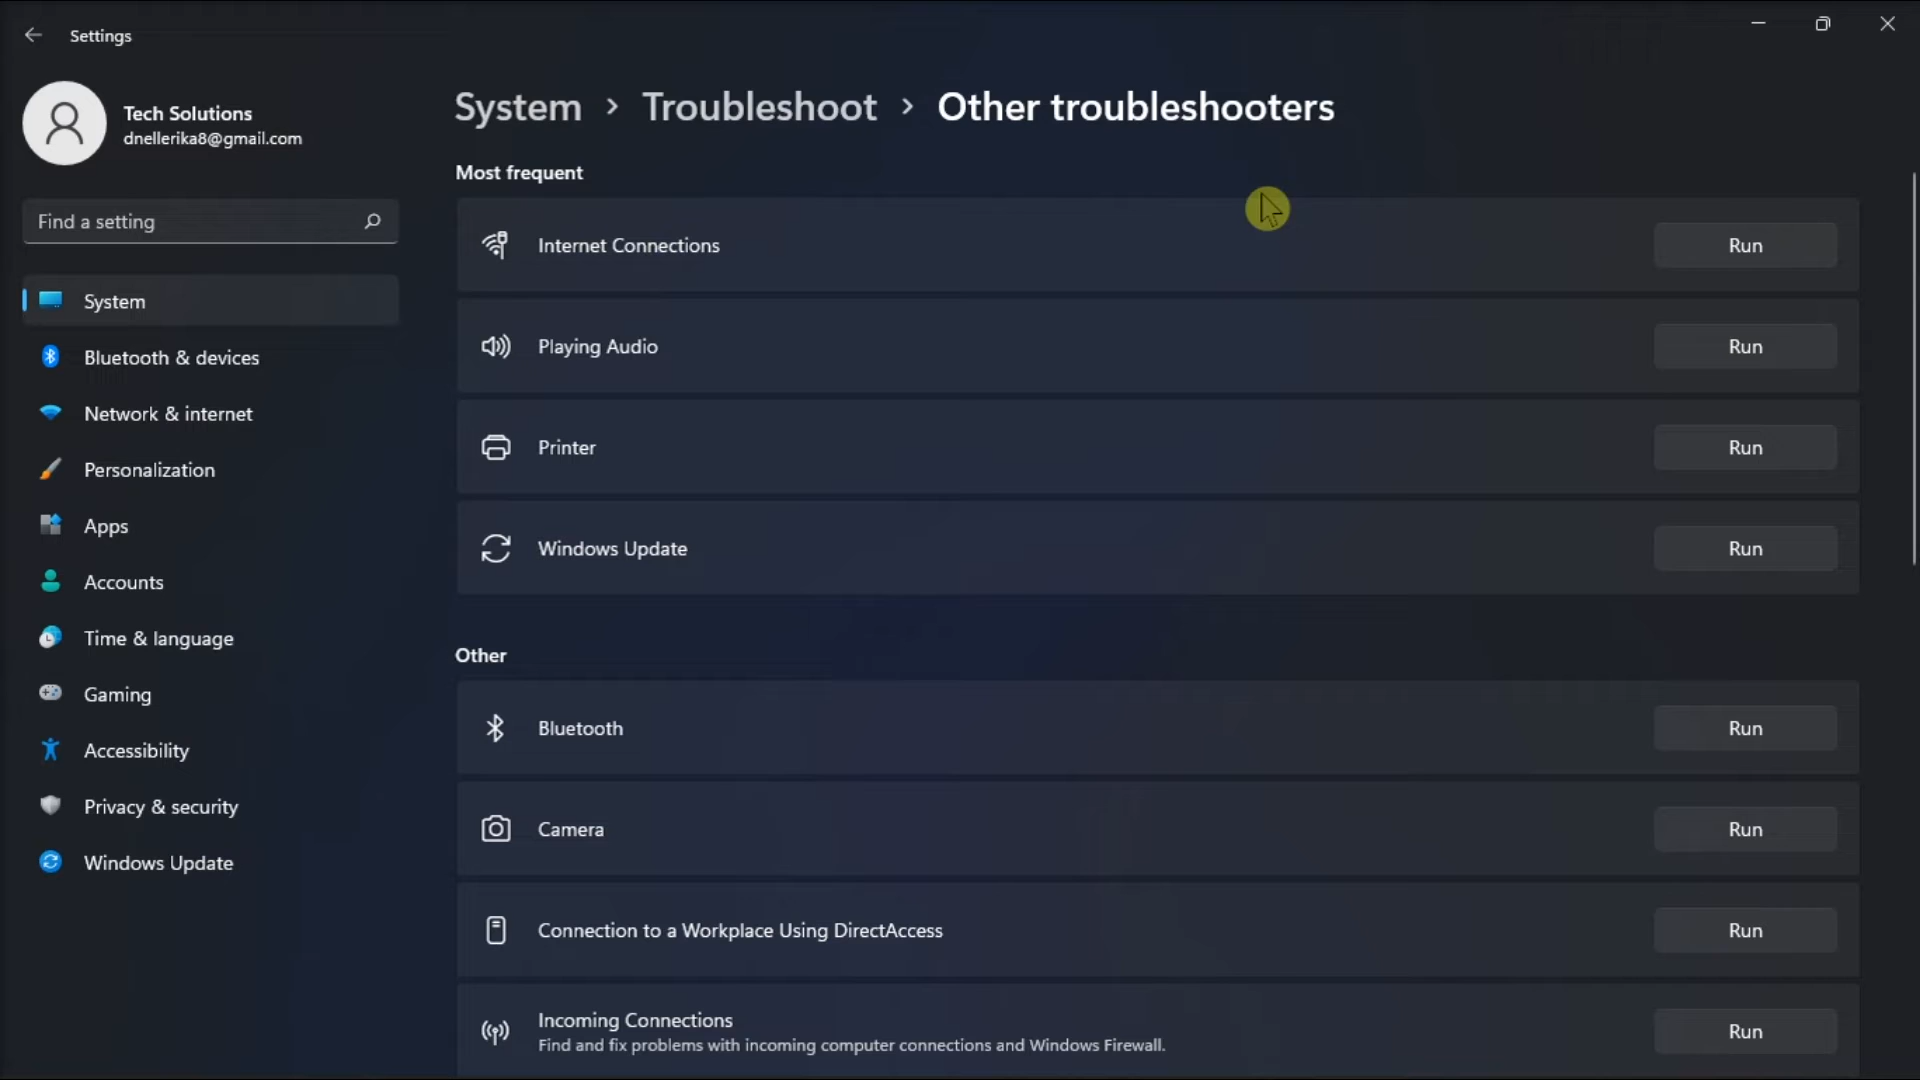 Settings
Tech Solutions
dnellerika8@gmail.com
Find a setting
System
Bluetooth & devices
Network & internet
Personalization
Apps
Accounts
Time & language
Gaming
Accessibility
Privacy & security
Windows Update
System > Troubleshoot > Other troubleshooters
Most frequent
Internet Connections Run
Playing Audio Run
Printer Run
Windows Update Run
Other
Bluetooth Run
Camera Run
Connection to a Workplace Using DirectAccess Run
Incoming Connections
Find and fix problems with incoming computer connections and Windows Firewall.
Run